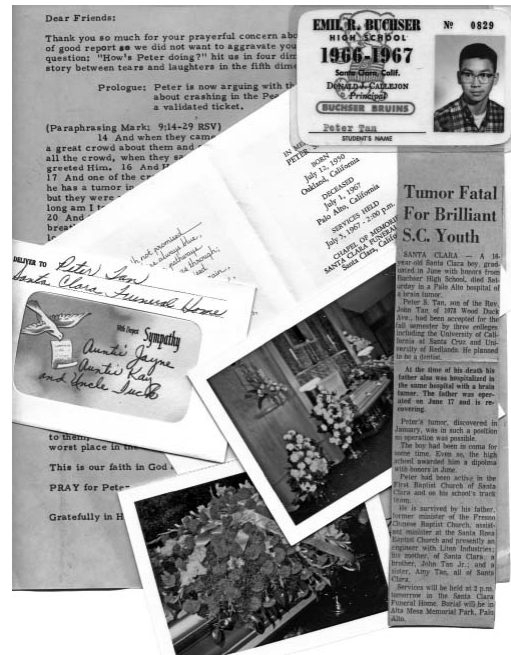 Dear Friends:
Thank you so much for your prayerful concern
of good report so we did not want to aggravate you
question: "How's Peter doing?" hit us in four
story between tears and laughters in the fifth
Prologue: Peter is now arguing with
about crashing in the
a validated ticket.
(Paraphrasing Mark; 9:14-29 RSV)
14 And when they came
a great crowd about them and
all the crowd, when they
greeted Him. 16 And
17 And one of the
he has a tumor in
but they were
long am I
20 And
to them,
worst place in the
This is our faith in God
PRAY for Peter
Gratefully in
EMIL R. BUCHSER
Nº 0829
HIGH SCHOOL
1966-1967
Santa Clara, Calif.
DONALD J. CALLEJON
Principal
BUCHSER BRUINS
Peter Tan
STUDENT'S NAME
PETER
BORN
July 12, 1950
Oakland, California
DECEASED
July 1, 1967
Palo Alto, California
SERVICES HELD
July 5, 1967 - 2:00 p.m.
CHAPEL OF
SANTA CLARA FUNERAL
Santa Clara,
not promised
always blue,
pathways
through;
DELIVER TO Peter Tan
Santa Clara Funeral Home
With Deepest Sympathy
Auntie Jayne
Auntie Kay
and Uncle
Tumor Fatal
For Brilliant
S.C. Youth
SANTA CLARA — A 16-
year-old Santa Clara boy, grad-
uated in June with honors from
Buchser High School, died Sat-
urday in a Palo Alto hospital of
a brain tumor.
Peter S. Tan, son of the Rev.
John Tan of 1978 Wood Duck
Ave., had been accepted for the
fall semester by three colleges
including the University of Cali-
fornia at Santa Cruz and Uni-
versity of Redlands. He planned
to be a dentist.
At the time of his death his
father also was hospitalized in
the same hospital with a brain
tumor. The father was oper-
ated on June 17 and is re-
covering.
Peter's tumor, discovered in
January, was in such a position
no operation was possible.
The boy had been in coma for
some time. Even so, the high
school awarded him a diploma
with honors in June.
Peter had been active in the
First Baptist Church of Santa
Clara and on his school's track
team.
He is survived by his father,
former minister of the Fresno
Chinese Baptist Church, assist-
ant minister at the Santa Rosa
Baptist Church and presently an
engineer with Liton Industries;
his mother, of Santa Clara; a
brother, John Tan Jr.; and a
sister, Amy Tan, all of Santa
Clara.
Services will be held at 2 p.m.
tomorrow in the Santa Clara
Funeral Home. Burial will be in
Alta Mesa Memorial Park, Palo
Alto.